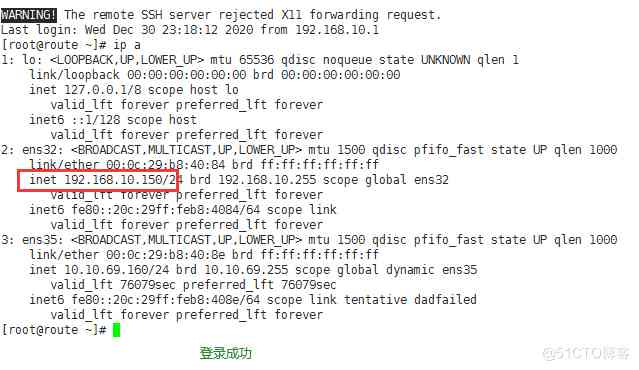 WARNING! The remote SSH server rejected X11 forwarding request.
Last login: Wed Dec 30 23:18:12 2020 from 192.168.10.1
[root@route ~]# ip a
1: lo: <LOOPBACK,UP,LOWER_UP> mtu 65536 qdisc noqueue state UNKNOWN qlen 1
    link/loopback 00:00:00:00:00:00 brd 00:00:00:00:00:00
    inet 127.0.0.1/8 scope host lo
       valid_lft forever preferred_lft forever
    inet6 ::1/128 scope host
       valid_lft forever preferred_lft forever
2: ens32: <BROADCAST,MULTICAST,UP,LOWER_UP> mtu 1500 qdisc pfifo_fast state UP qlen 1000
    link/ether 00:0c:29:b8:40:84 brd ff:ff:ff:ff:ff:ff
    inet 192.168.10.150/24 brd 192.168.10.255 scope global ens32
       valid_lft forever preferred_lft forever
    inet6 fe80::20c:29ff:feb8:4084/64 scope link
       valid_lft forever preferred_lft forever
3: ens35: <BROADCAST,MULTICAST,UP,LOWER_UP> mtu 1500 qdisc pfifo_fast state UP qlen 1000
    link/ether 00:0c:29:b8:40:8e brd ff:ff:ff:ff:ff:ff
    inet 10.10.69.160/24 brd 10.10.69.255 scope global dynamic ens35
       valid_lft 76079sec preferred_lft 76079sec
    inet6 fe80::20c:29ff:feb8:408e/64 scope link tentative dadfailed
       valid_lft forever preferred_lft forever
[root@route ~]#
登录成功
@51CTO博客